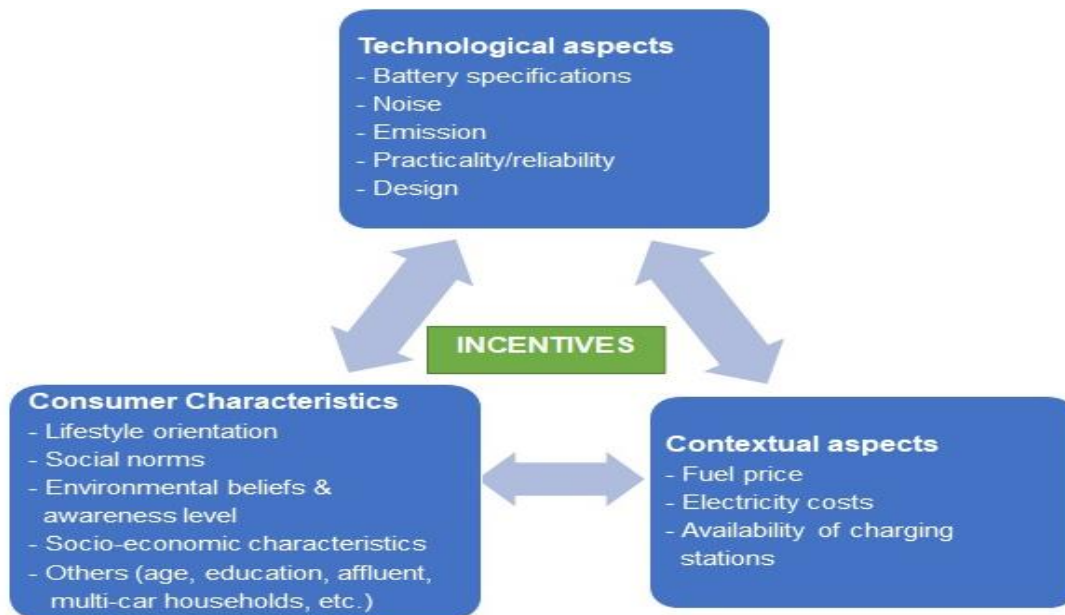 Technological aspects
- Battery specifications
- Noise
- Emission
- Practicality/reliability
- Design
INCENTIVES
Consumer Characteristics
- Lifestyle orientation
- Social norms
- Environmental beliefs &
awareness level
- Socio-economic characteristics
- Others (age, education, affluent,
multi-car households, etc.)
Contextual aspects
- Fuel price
- Electricity costs
- Availability of charging
stations